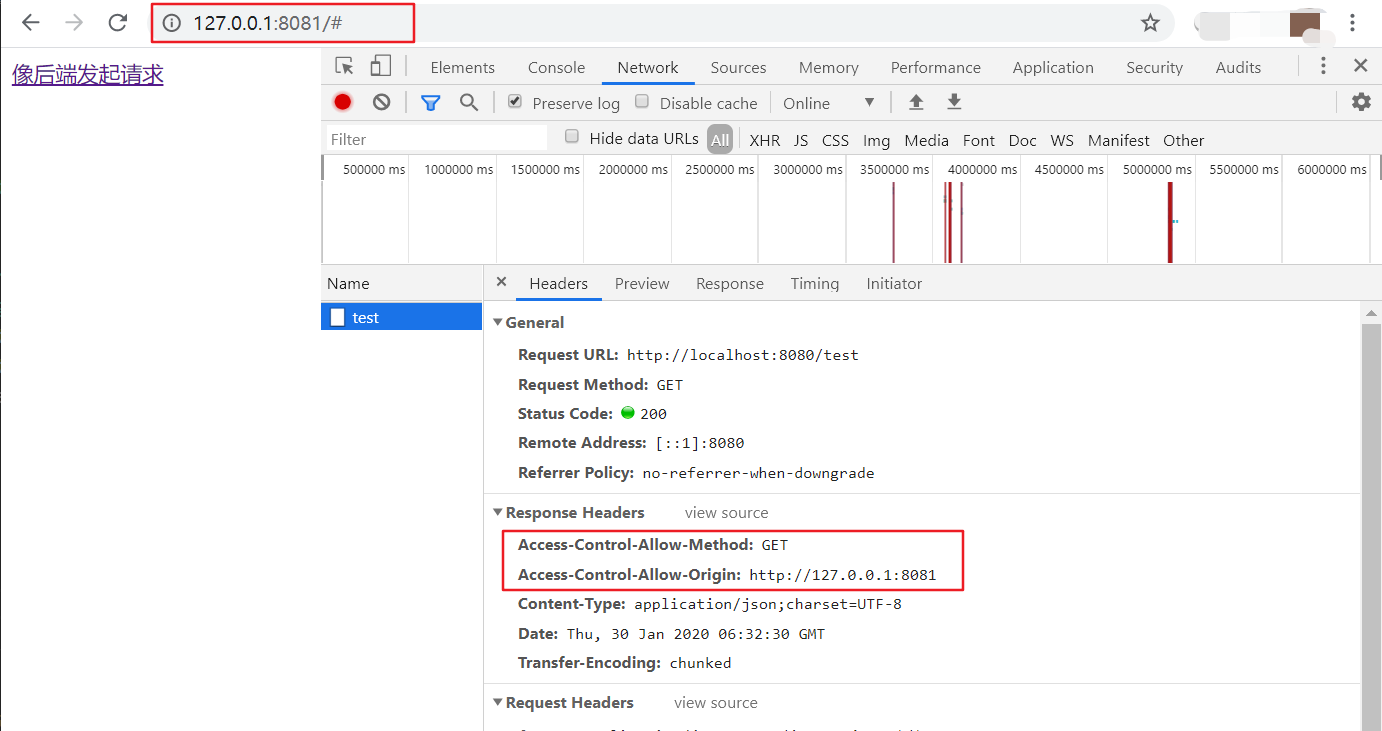 127.0.0.1:8081/#
像后端发起请求
Elements Console Network Sources Memory Performance Application Security Audits
Preserve log Disable cache Online
Filter Hide data URLs All XHR JS CSS Img Media Font Doc WS Manifest Other
500000 ms 1000000 ms 1500000 ms 2000000 ms 2500000 ms 3000000 ms 3500000 ms 4000000 ms 4500000 ms 5000000 ms 5500000 ms 6000000 ms
Name Headers Preview Response Timing Initiator
test
General
Request URL: http://localhost:8080/test
Request Method: GET
Status Code: 200
Remote Address: [::1]:8080
Referrer Policy: no-referrer-when-downgrade
Response Headers view source
Access-Control-Allow-Method: GET
Access-Control-Allow-Origin: http://127.0.0.1:8081
Content-Type: application/json;charset=UTF-8
Date: Thu, 30 Jan 2020 06:32:30 GMT
Transfer-Encoding: chunked
Request Headers view source